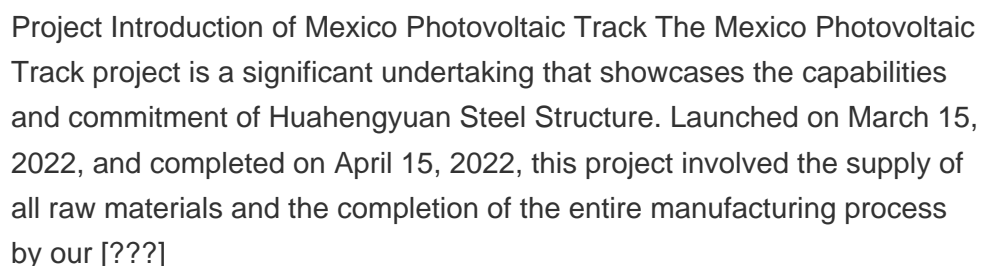 Project Introduction of Mexico Photovoltaic Track The Mexico Photovoltaic
Track project is a significant undertaking that showcases the capabilities
and commitment of Huahengyuan Steel Structure. Launched on March 15,
2022, and completed on April 15, 2022, this project involved the supply of
all raw materials and the completion of the entire manufacturing process
by our [???]